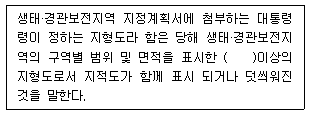 생태·경관보전지역 지정계획서에 첨부하는 대통령
령이 정하는 지형도라 함은 당해 생태·경관보전지
역의 구역별 범위 및 면적을 표시한 (    )이상의
지형도로서 지적도가 함께 표시 되거나 덧씌워진
것을 말한다.